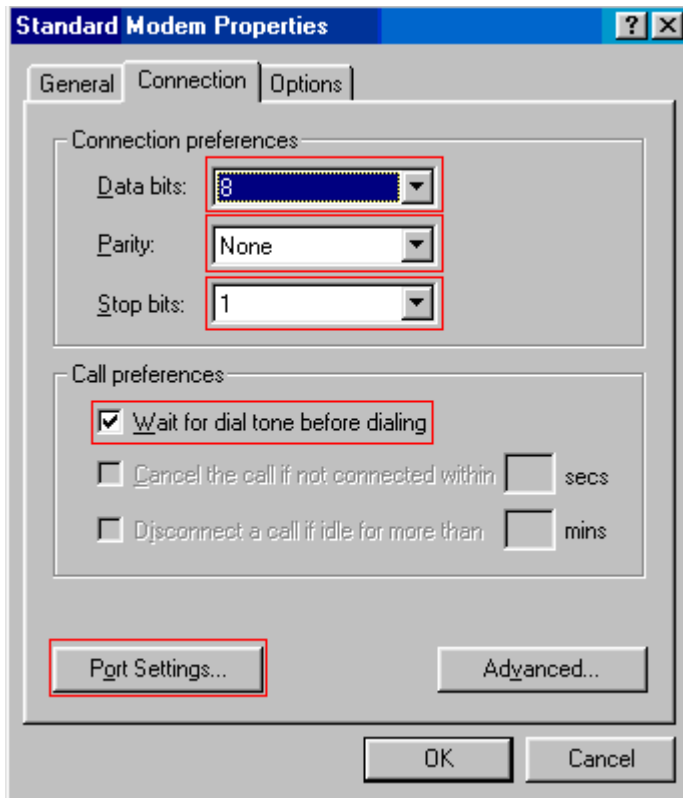 Standard Modem Properties
General Connection Options
Connection preferences
Data bits: 8
Parity: None
Stop bits: 1
Call preferences
Wait for dial tone before dialing
Cancel the call if not connected within secs
Disconnect a call if idle for more than mins
Port Settings... Advanced...
OK Cancel